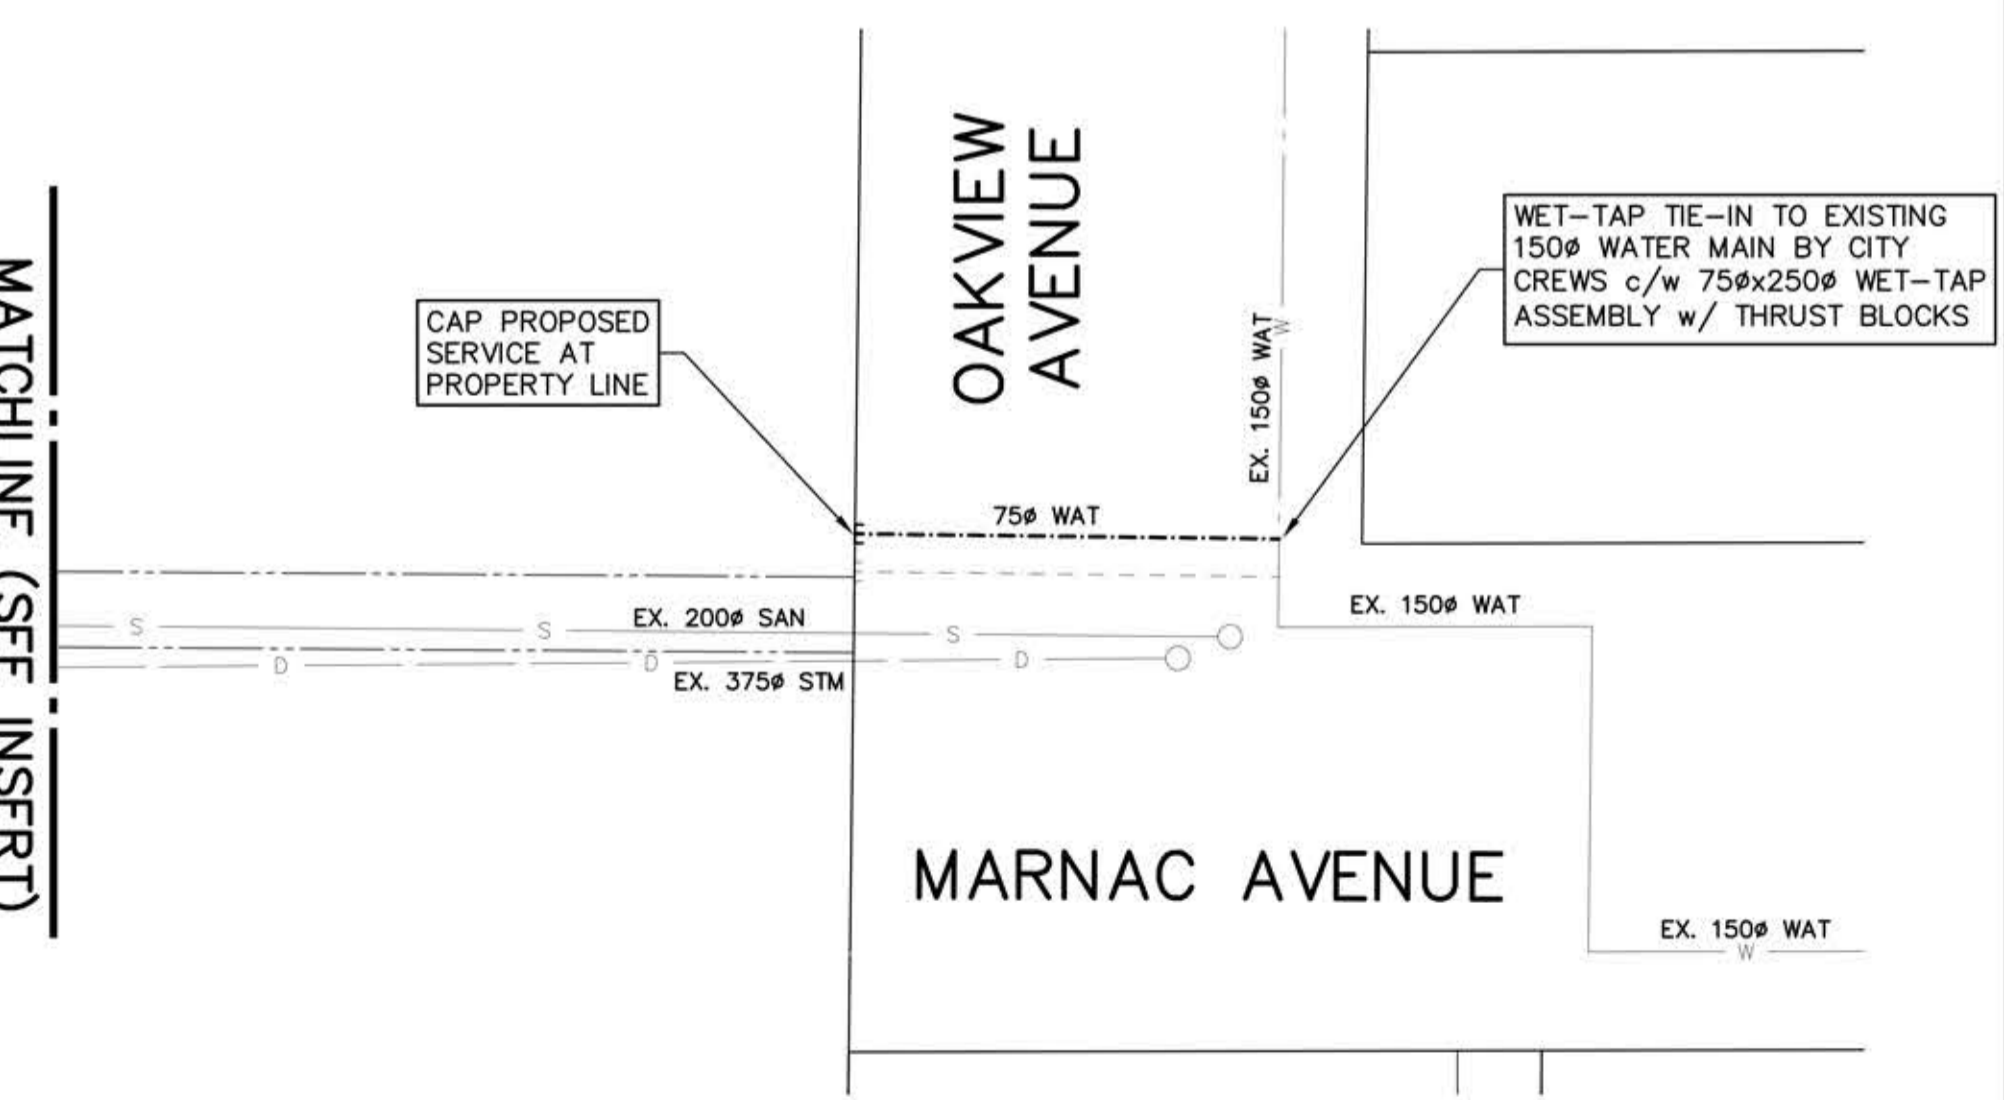 OAKVIEW
AVENUE
WET-TAP TIE-IN TO EXISTING
150ø WATER MAIN BY CITY
CREWS c/w 75øx250ø WET-TAP
ASSEMBLY w/ THRUST BLOCKS
CAP PROPOSED
SERVICE AT
PROPERTY LINE
EX. 150ø WAT
W
75ø WAT
MATCHLINE (SEE INSERT)
EX. 200ø SAN
S
S
S
EX. 150ø WAT
D
D
D
EX. 375ø STM
MARNAC AVENUE
EX. 150ø WAT
W